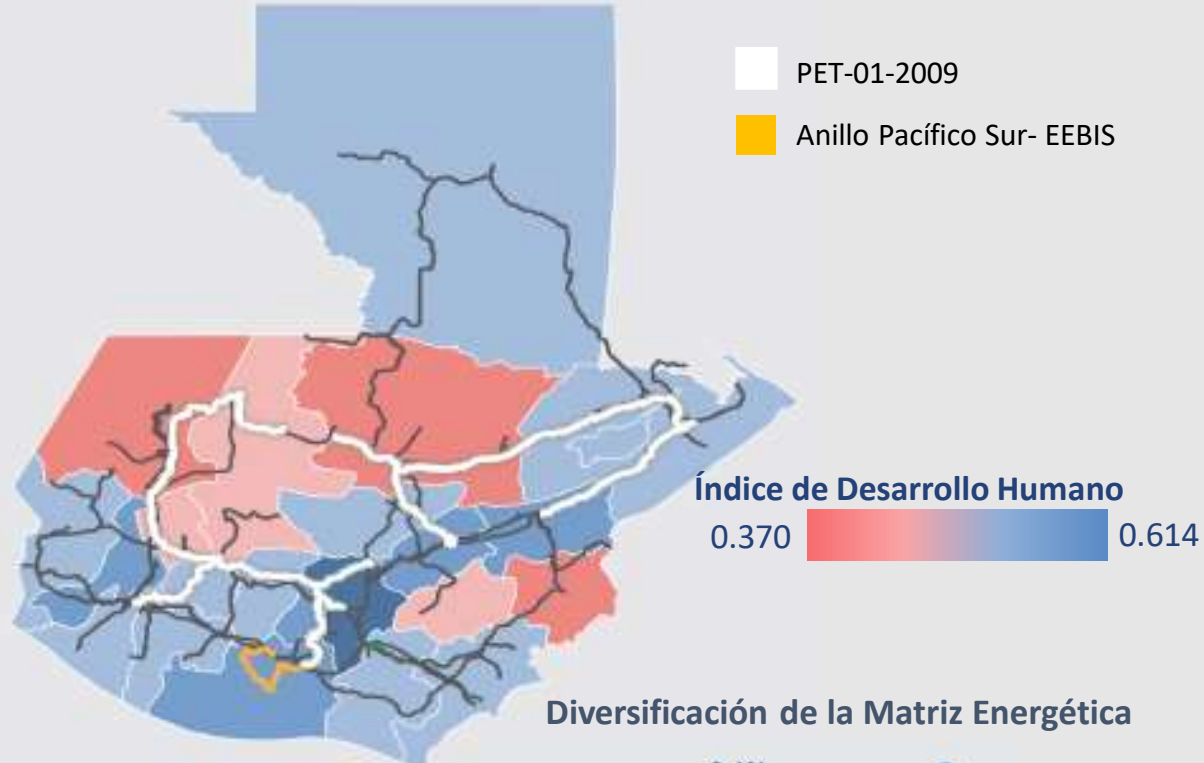 PET-01-2009
Anillo Pacífico Sur- EEBIS
Índice de Desarrollo Humano
0.370
0.614
Diversificación de la Matriz Energética